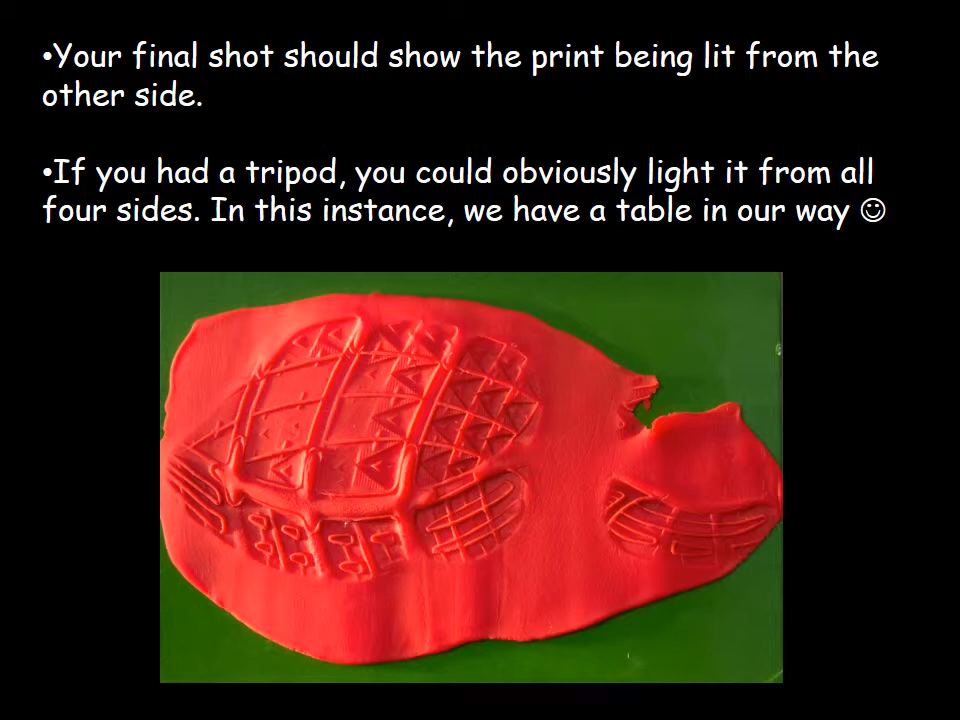 •Your final shot should show the print being lit from the
other side.
•If you had a tripod, you could obviously light it from all
four sides. In this instance, we have a table in our way ☺